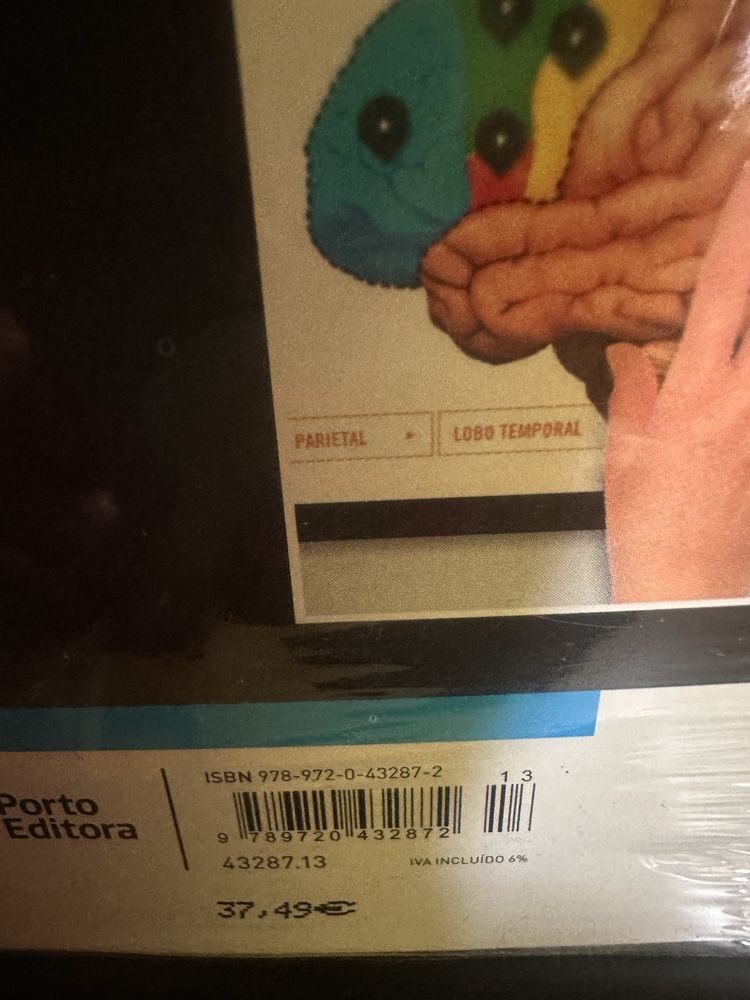 PARIETAL
LOBO TEMPORAL
ISBN 978-972-0-43287-2
1 3
Porto
Editora
9 789720 432872
43287.13
IVA INCLUÍDO 6%
37,49€